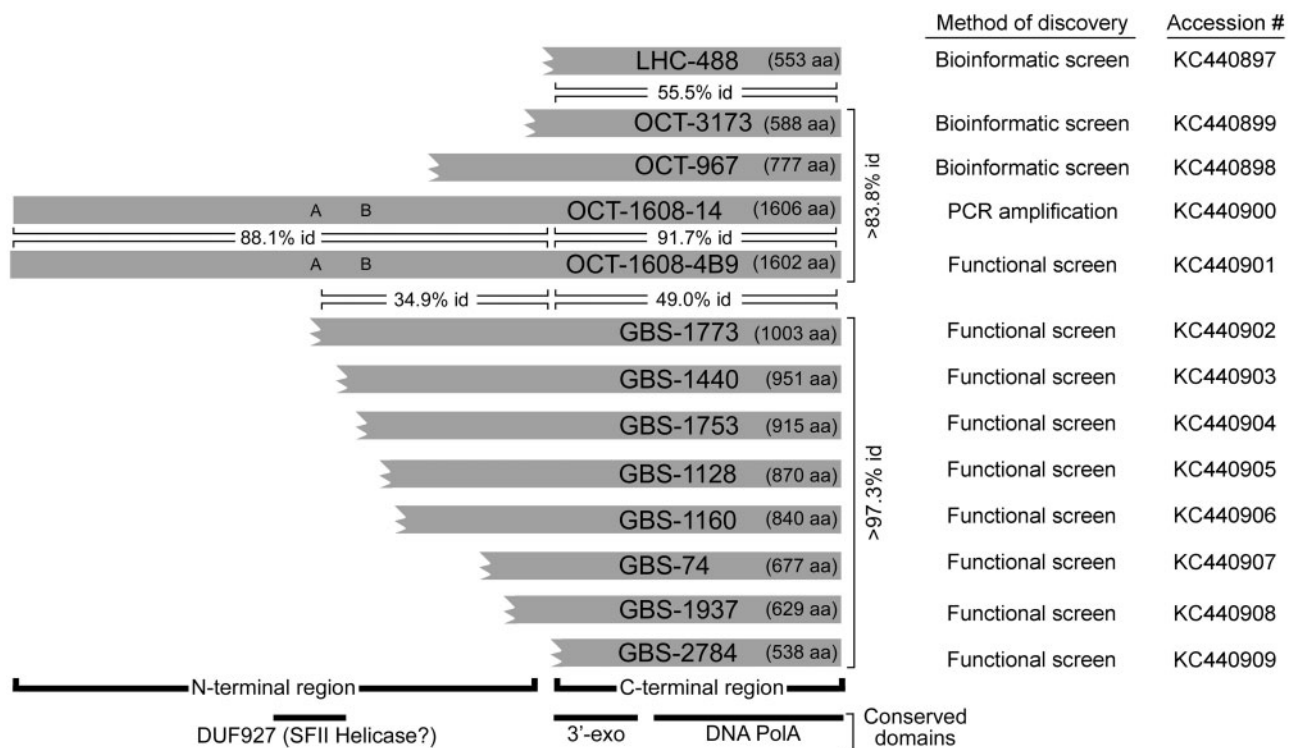 Method of discovery Accession #
LHC-488 (553 aa) Bioinformatic screen KC440897
55.5% id
OCT-3173 (588 aa) Bioinformatic screen KC440899
OCT-967 (777 aa) Bioinformatic screen KC440898
>83.8% id
A B OCT-1608-14 (1606 aa) PCR amplification KC440900
88.1% id 91.7% id
A B OCT-1608-4B9 (1602 aa) Functional screen KC440901
34.9% id 49.0% id
GBS-1773 (1003 aa) Functional screen KC440902
GBS-1440 (951 aa) Functional screen KC440903
GBS-1753 (915 aa) Functional screen KC440904
GBS-1128 (870 aa) Functional screen KC440905
>97.3% id
GBS-1160 (840 aa) Functional screen KC440906
GBS-74 (677 aa) Functional screen KC440907
GBS-1937 (629 aa) Functional screen KC440908
GBS-2784 (538 aa) Functional screen KC440909
N-terminal region C-terminal region
DUF927 (SFII Helicase?) 3'-exo DNA PolA Conserved
domains